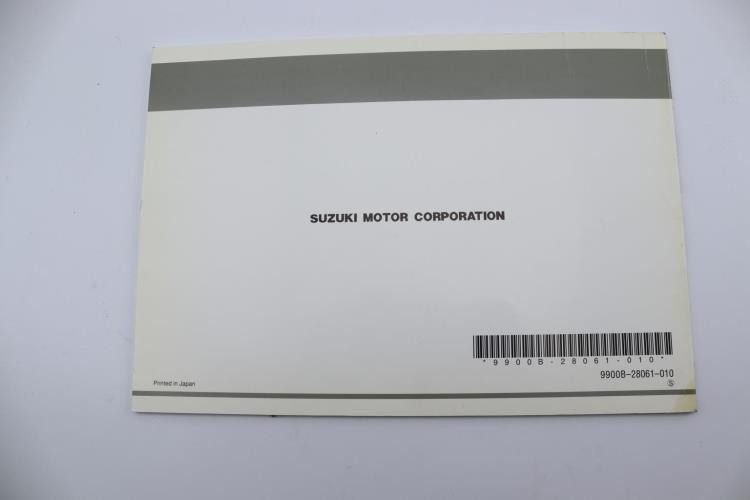 SUZUKI MOTOR CORPORATION
*9900B-28061-010*
9900B-28061-010
Printed in Japan
Ⓢ